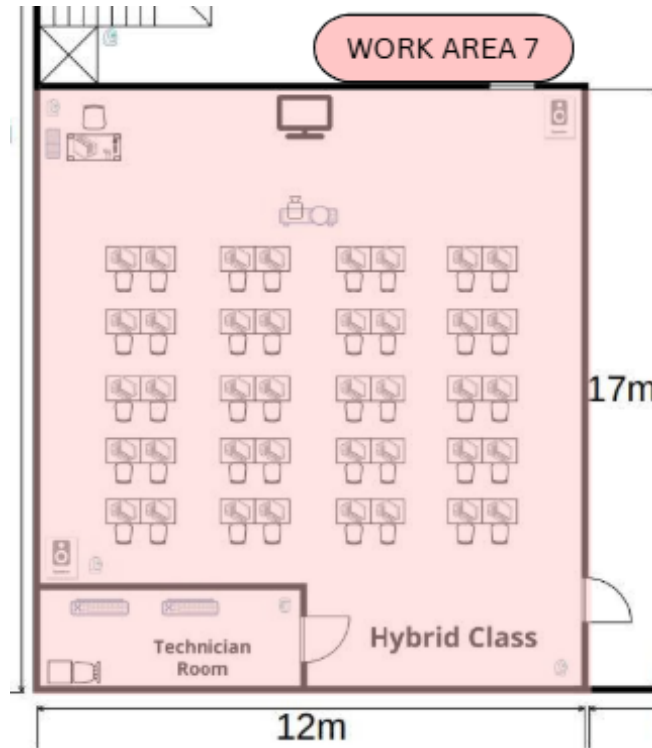 WORK AREA 7
17m
Technician
Room
Hybrid Class
12m